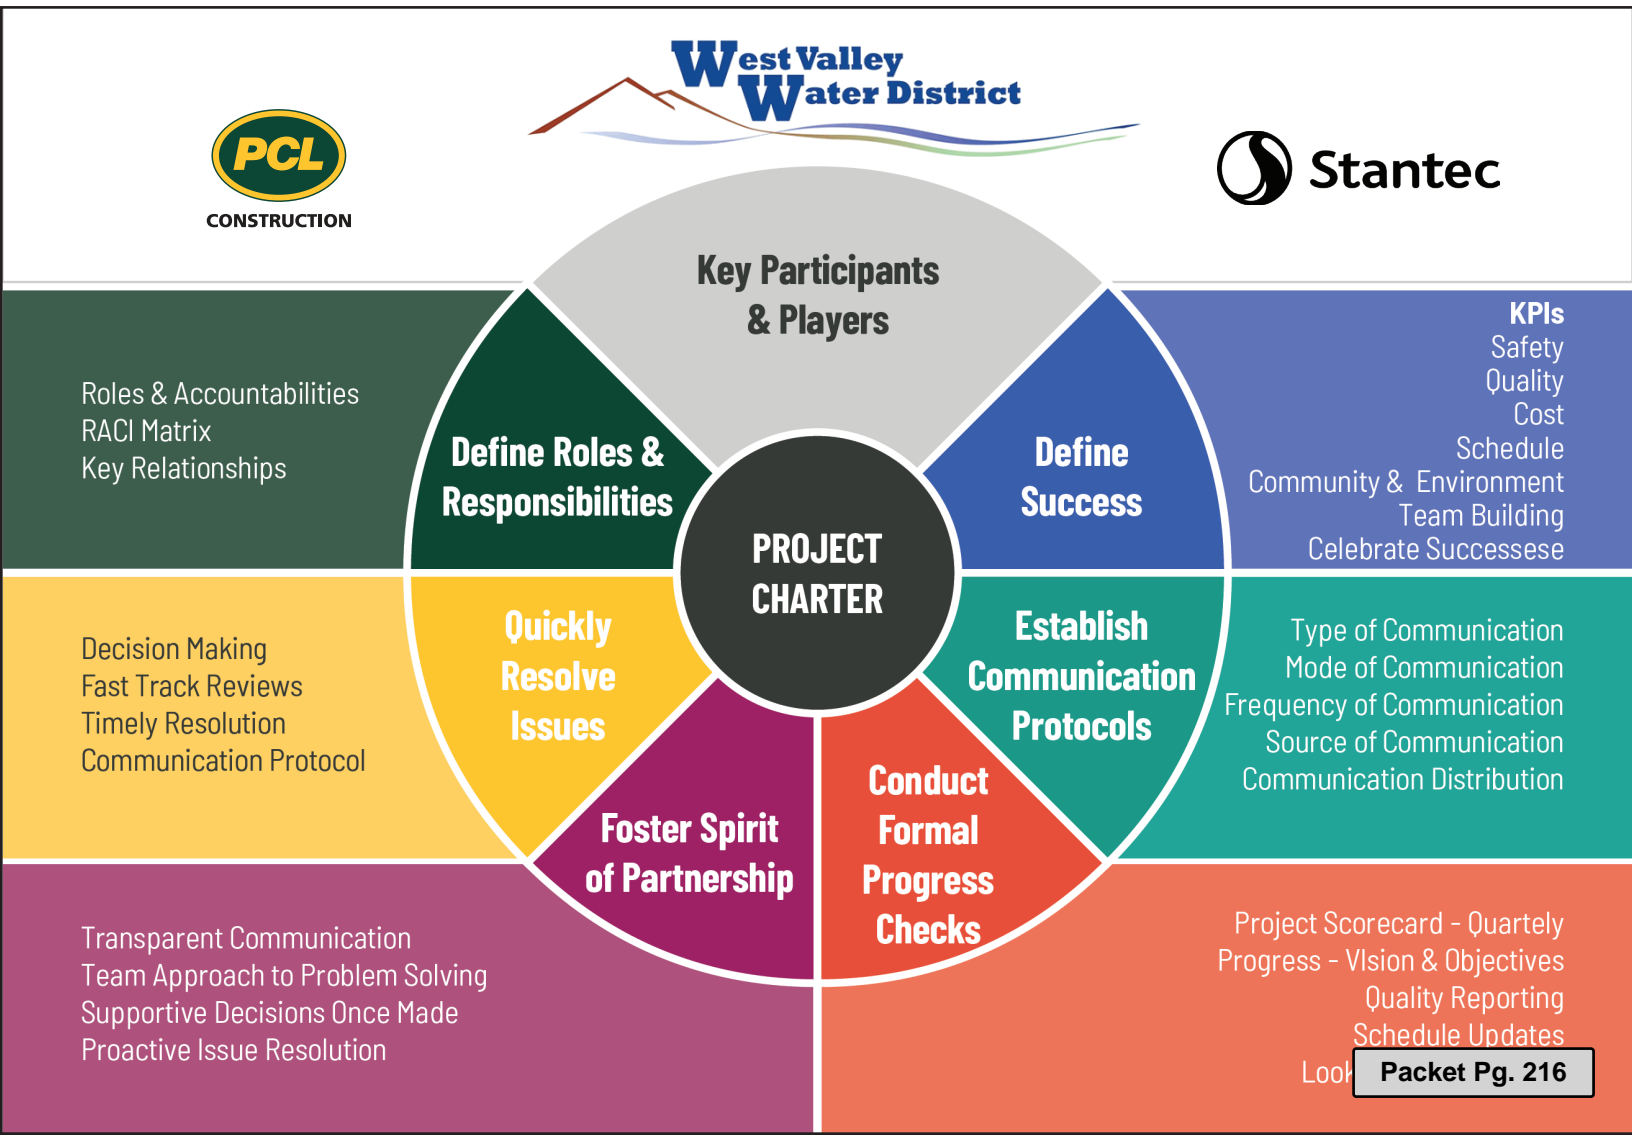 West Valley
Water District
PCL
CONSTRUCTION
Stantec
Key Participants
& Players
Define Roles &
Responsibilities
Roles & Accountabilities
RACI Matrix
Key Relationships
Define
Success
KPIs
Safety
Quality
Cost
Schedule
Community &  Environment
Team Building
Celebrate Successese
PROJECT
CHARTER
Quickly
Resolve
Issues
Decision Making
Fast Track Reviews
Timely Resolution
Communication Protocol
Establish
Communication
Protocols
Type of Communication
Mode of Communication
Frequency of Communication
Source of Communication
Communication Distribution
Foster Spirit
of Partnership
Transparent Communication
Team Approach to Problem Solving
Supportive Decisions Once Made
Proactive Issue Resolution
Conduct
Formal
Progress
Checks
Project Scorecard - Quartely
Progress - VIsion & Objectives
Quality Reporting
Schedule Updates
Packet Pg. 216